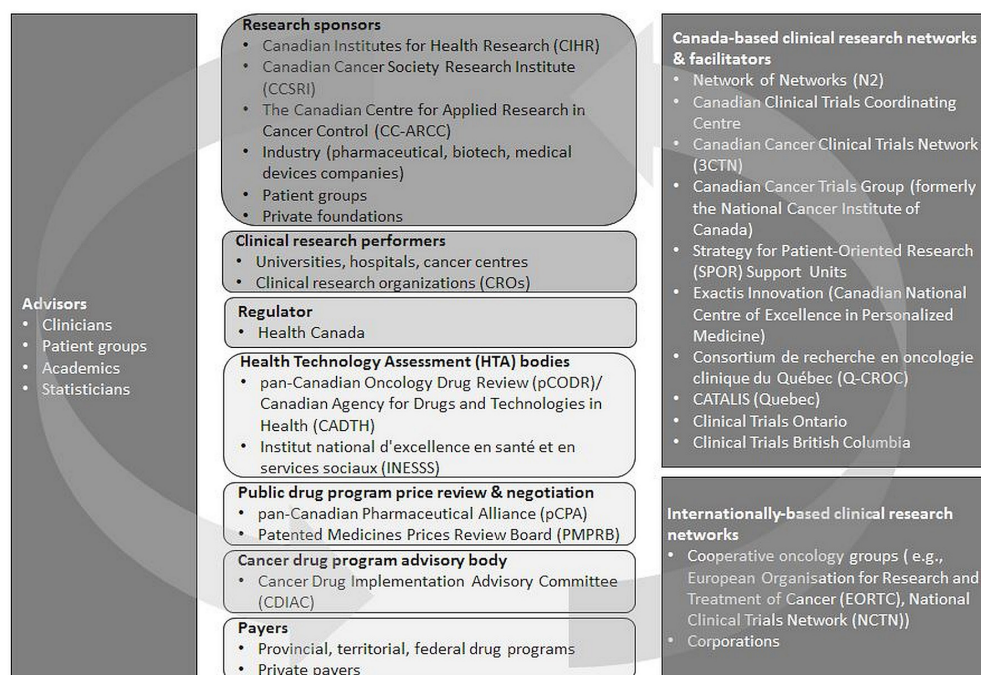 Advisors
• Clinicians
• Patient groups
• Academics
• Statisticians
Research sponsors
• Canadian Institutes for Health Research (CIHR)
• Canadian Cancer Society Research Institute
(CCSRI)
• The Canadian Centre for Applied Research in
Cancer Control (CC-ARCC)
• Industry (pharmaceutical, biotech, medical
devices companies)
• Patient groups
• Private foundations
Clinical research performers
• Universities, hospitals, cancer centres
• Clinical research organizations (CROs)
Regulator
• Health Canada
Health Technology Assessment (HTA) bodies
• pan-Canadian Oncology Drug Review (pCODR)/
Canadian Agency for Drugs and Technologies in
Health (CADTH)
• Institut national d'excellence en santé et en
services sociaux (INESSS)
Public drug program price review & negotiation
• pan-Canadian Pharmaceutical Alliance (pCPA)
• Patented Medicines Prices Review Board (PMPRB)
Cancer drug program advisory body
• Cancer Drug Implementation Advisory Committee
(CDIAC)
Payers
• Provincial, territorial, federal drug programs
• Private payers
Canada-based clinical research networks
& facilitators
• Network of Networks (N2)
• Canadian Clinical Trials Coordinating
Centre
• Canadian Cancer Clinical Trials Network
(3CTN)
• Canadian Cancer Trials Group (formerly
the National Cancer Institute of
Canada)
• Strategy for Patient-Oriented Research
(SPOR) Support Units
• Exactis Innovation (Canadian National
Centre of Excellence in Personalized
Medicine)
• Consortium de recherche en oncologie
clinique du Québec (Q-CROC)
• CATALIS (Quebec)
• Clinical Trials Ontario
• Clinical Trials British Columbia
Internationally-based clinical research
networks
• Cooperative oncology groups ( e.g.,
European Organisation for Research and
Treatment of Cancer (EORTC), National
Clinical Trials Network (NCTN))
• Corporations